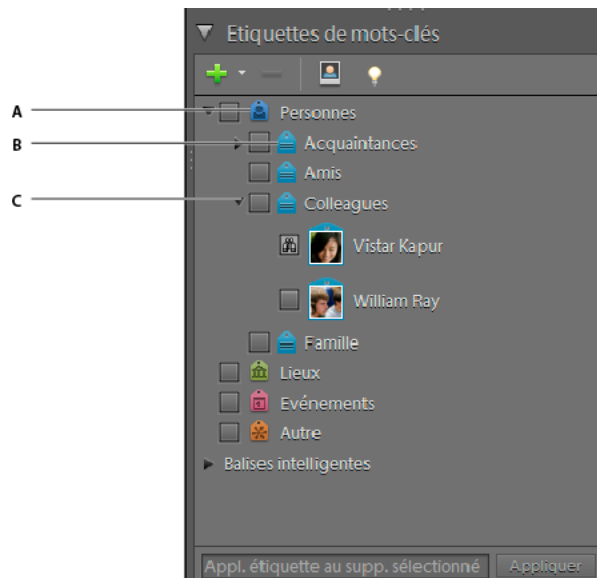 Etiquettes de mots-clés
A
Personnes
B
Acquaintances
Amis
C
Colleagues
Vistar Kapur
William Ray
Famille
Lieux
Evénements
Autre
Balises intelligentes
Appl. étiquette au supp. sélectionné
Appliquer